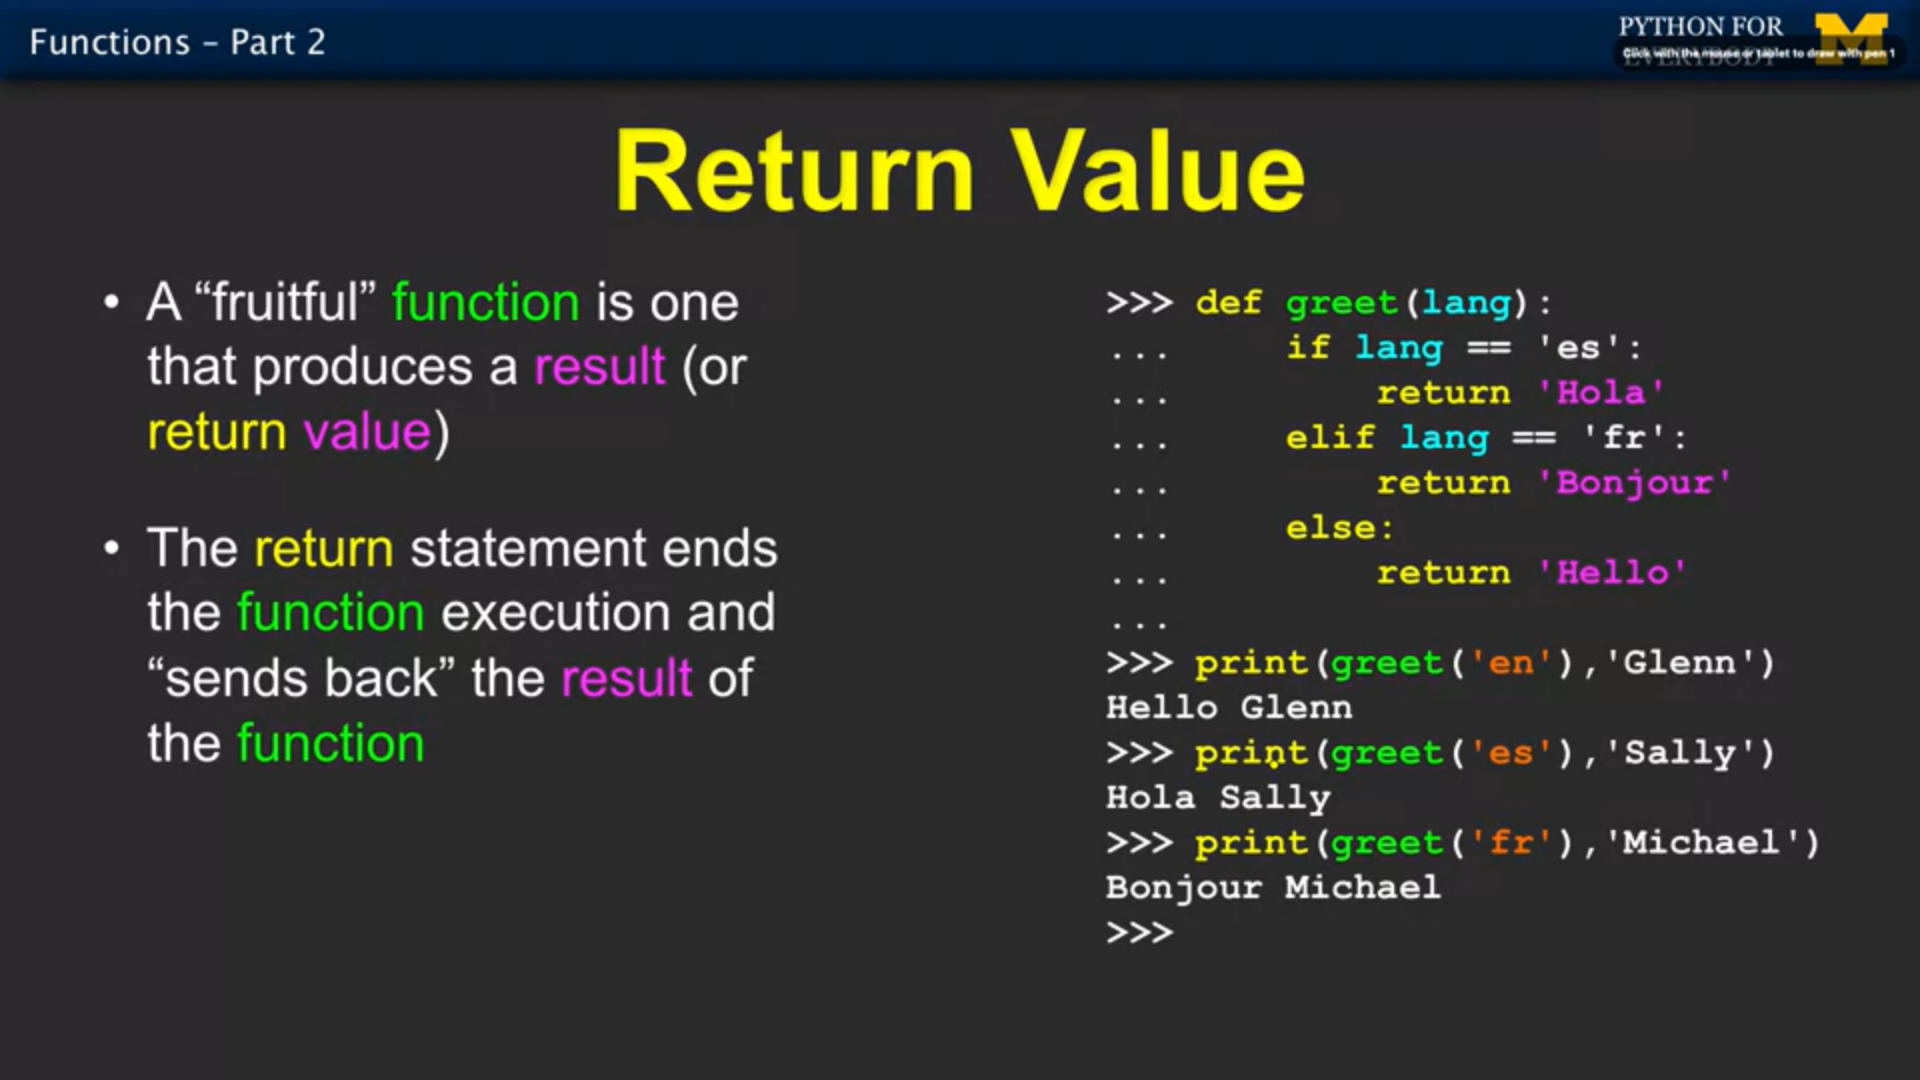 Functions – Part 2
PYTHON FOR
EVERYBODY
Click with the mouse or tablet to draw with pen 1
Return Value
• A “fruitful” function is one
that produces a result (or
return value)
• The return statement ends
the function execution and
“sends back” the result of
the function
>>> def greet(lang):
...     if lang == 'es':
...         return 'Hola'
...     elif lang == 'fr':
...         return 'Bonjour'
...     else:
...         return 'Hello'
...
>>> print(greet('en'),'Glenn')
Hello Glenn
>>> print(greet('es'),'Sally')
Hola Sally
>>> print(greet('fr'),'Michael')
Bonjour Michael
>>>